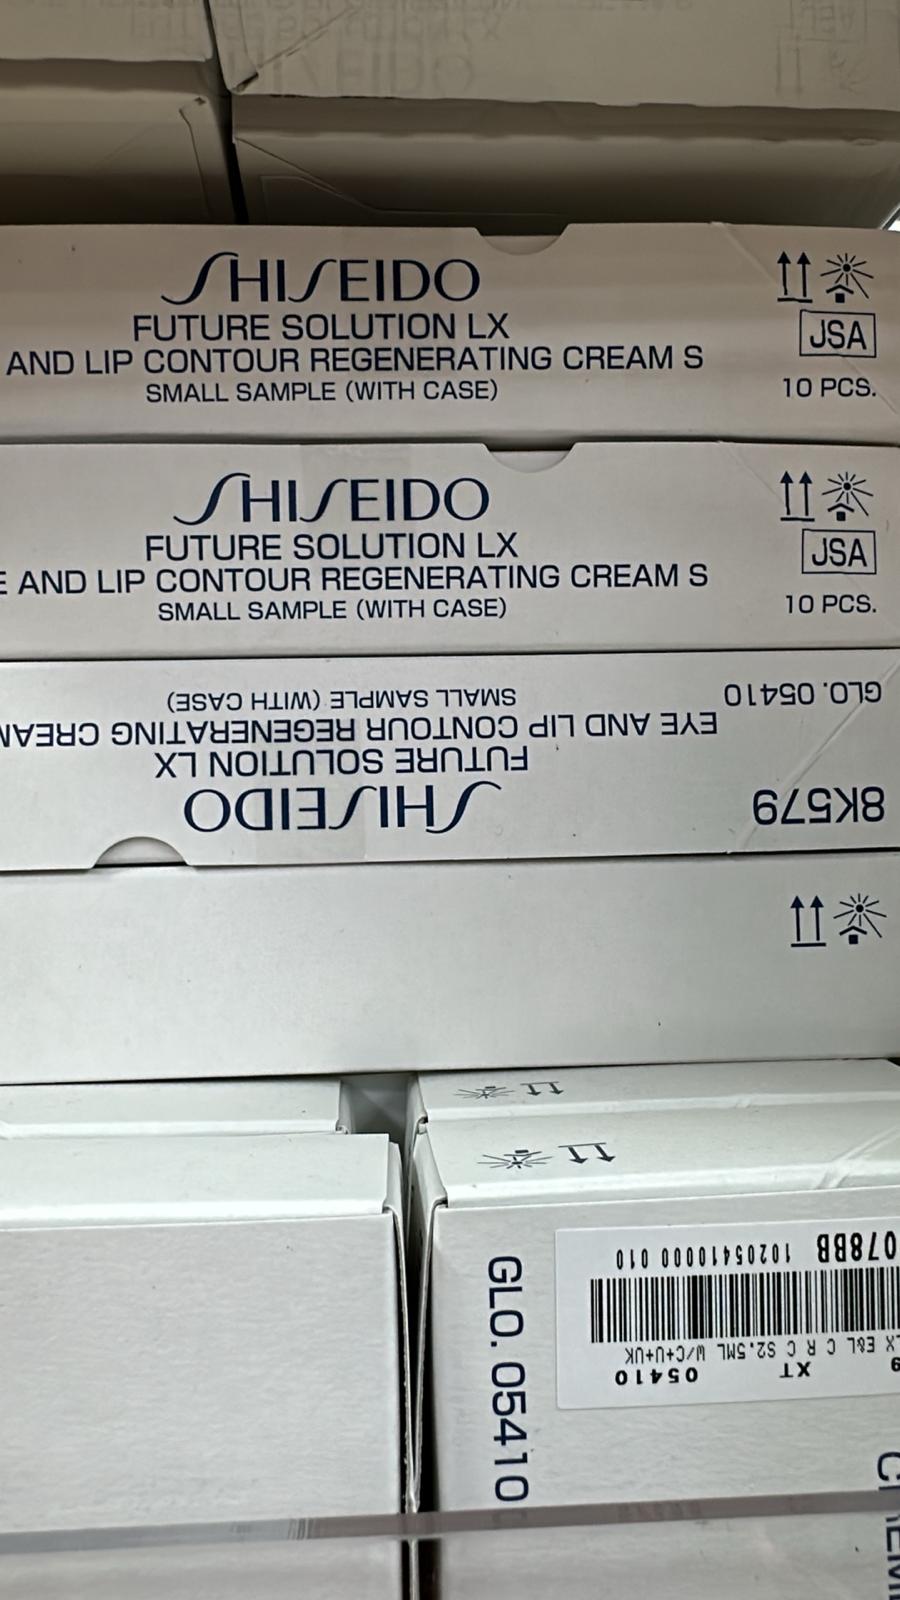 SHISEIDO
FUTURE SOLUTION LX
AND LIP CONTOUR REGENERATING CREAM S
SMALL SAMPLE (WITH CASE)
JSA
10 PCS.
SHISEIDO
FUTURE SOLUTION LX
E AND LIP CONTOUR REGENERATING CREAM S
SMALL SAMPLE (WITH CASE)
JSA
10 PCS.
8K579
SHISEIDO
FUTURE SOLUTION LX
EYE AND LIP CONTOUR REGENERATING CREAM
SMALL SAMPLE (WITH CASE)
GLO. 05410
GLO. 05410
05410 XT 9
X E&L C R C S2.5ML W/C+U+UK
078BB 10205410000 010